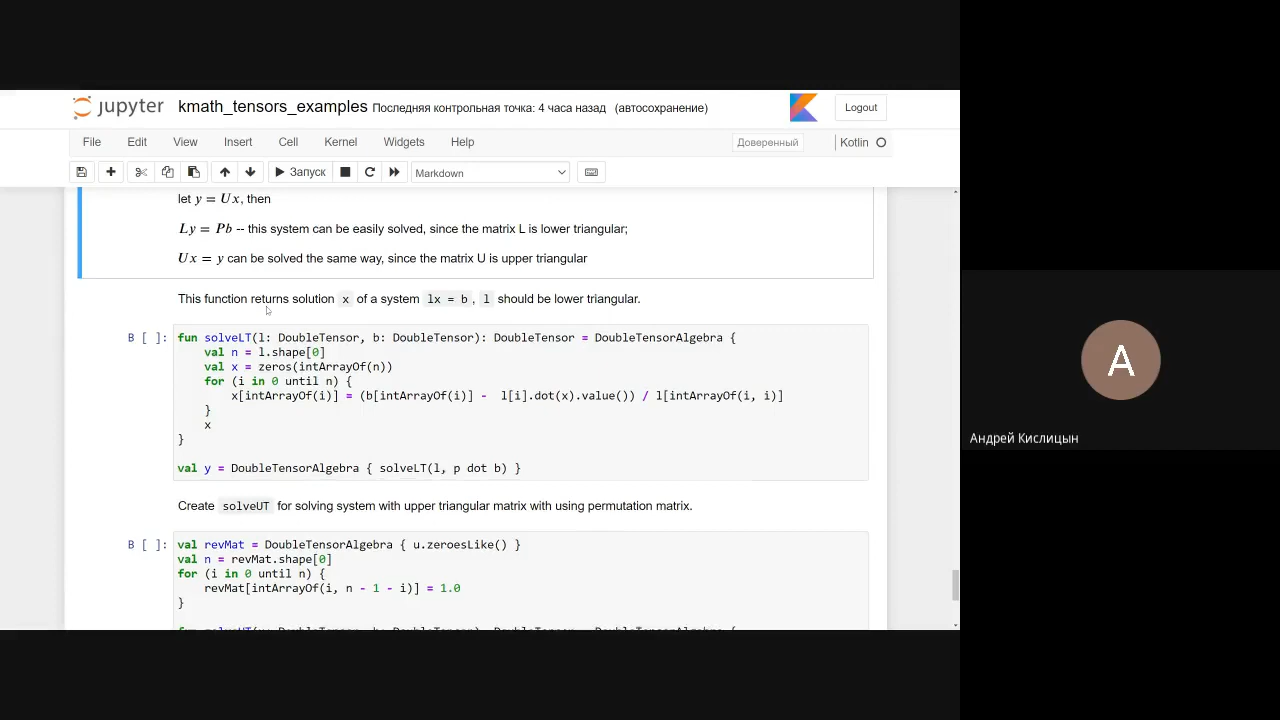 jupyter kmath_tensors_examples Последняя контрольная точка: 4 часа назад (автосохранение) Logout
File Edit View Insert Cell Kernel Widgets Help Доверенный Kotlin
Запуск Markdown
let y = Ux, then
Ly = Pb -- this system can be easily solved, since the matrix L is lower triangular;
Ux = y can be solved the same way, since the matrix U is upper triangular
This function returns solution x of a system lx = b , l should be lower triangular.
В [ ]: fun solveLT(l: DoubleTensor, b: DoubleTensor): DoubleTensor = DoubleTensorAlgebra {
val n = l.shape[0]
val x = zeros(intArrayOf(n))
for (i in 0 until n) {
x[intArrayOf(i)] = (b[intArrayOf(i)] - l[i].dot(x).value()) / l[intArrayOf(i, i)]
}
x
}
val y = DoubleTensorAlgebra { solveLT(l, p dot b) }
Create solveUT for solving system with upper triangular matrix with using permutation matrix.
В [ ]: val revMat = DoubleTensorAlgebra { u.zeroesLike() }
val n = revMat.shape[0]
for (i in 0 until n) {
revMat[intArrayOf(i, n - 1 - i)] = 1.0
}
A
Андрей Кислицын